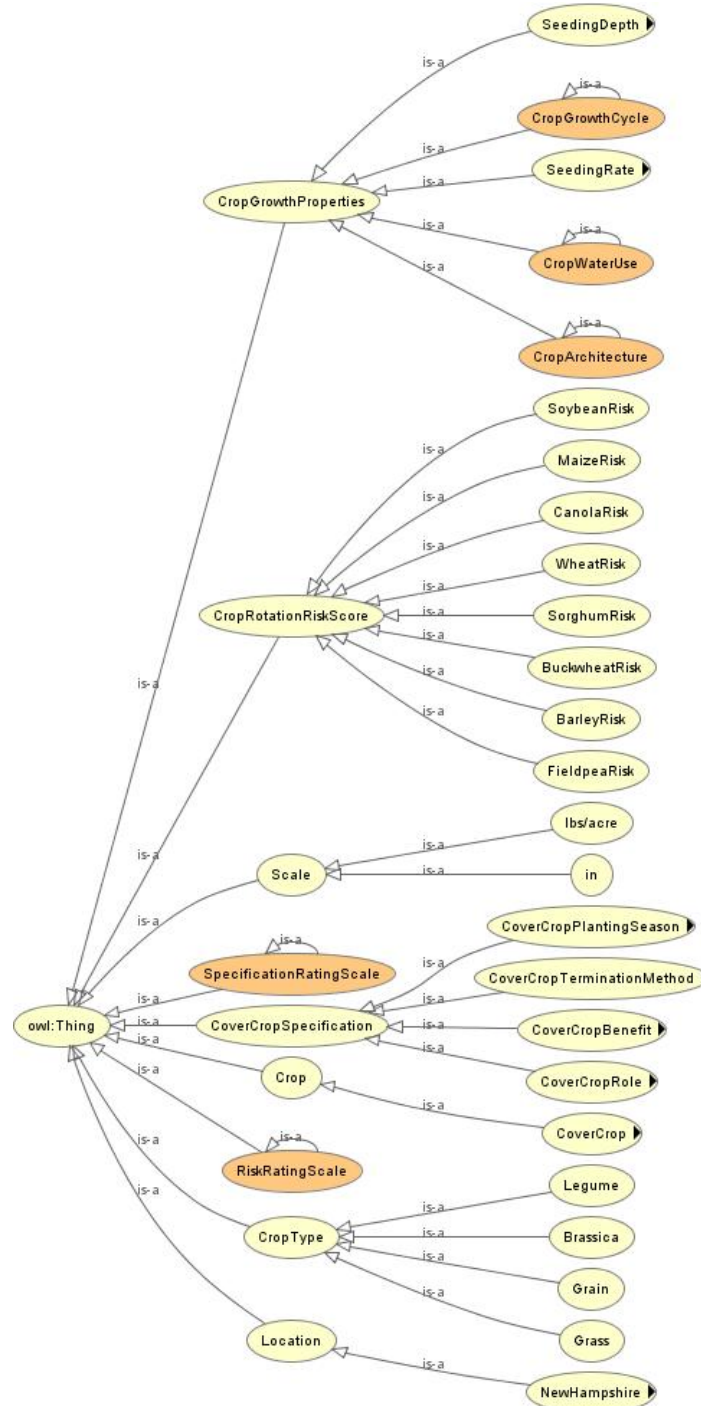 SeedingDepth
is-a
is-a
CropGrowthCycle
is-a
SeedingRate
is-a
CropGrowthProperties
is-a
is-a
CropWaterUse
is-a
is-a
CropArchitecture
SoybeanRisk
is-a
MaizeRisk
is-a
CanolaRisk
is-a
WheatRisk
is-a
CropRotationRiskScore
is-a
SorghumRisk
is-a
BuckwheatRisk
is-a
is-a
BarleyRisk
is-a
FieldpeaRisk
is-a
lbs/acre
is-a
Scale
is-a
in
is-a
CoverCropPlantingSeason
is-a
is-a
SpecificationRatingScale
is-a
CoverCropTerminationMethod
is-a
owl:Thing
is-a
CoverCropSpecification
is-a
CoverCropBenefit
is-a
Crop
is-a
CoverCropRole
is-a
CoverCrop
is-a
is-a
RiskRatingScale
is-a
Legume
is-a
is-a
CropType
is-a
Brassica
is-a
Grain
is-a
Location
is-a
Grass
is-a
NewHampshire